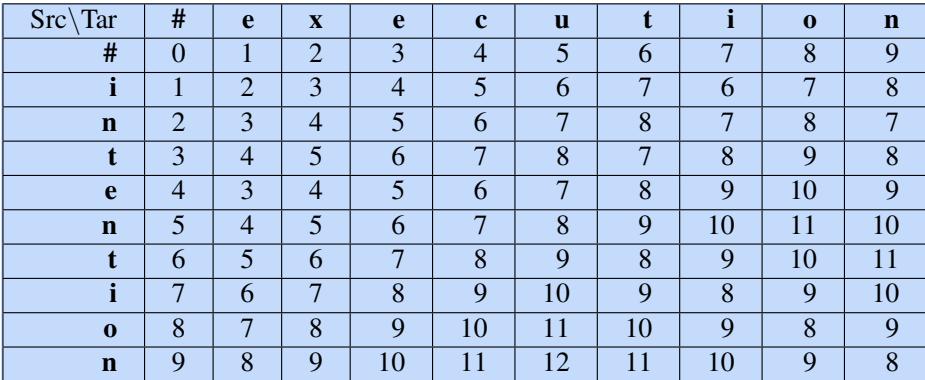 Src\Tar # e x e c u t i o n
# 0 1 2 3 4 5 6 7 8 9
i 1 2 3 4 5 6 7 6 7 8
n 2 3 4 5 6 7 8 7 8 7
t 3 4 5 6 7 8 7 8 9 8
e 4 3 4 5 6 7 8 9 10 9
n 5 4 5 6 7 8 9 10 11 10
t 6 5 6 7 8 9 8 9 10 11
i 7 6 7 8 9 10 9 8 9 10
o 8 7 8 9 10 11 10 9 8 9
n 9 8 9 10 11 12 11 10 9 8